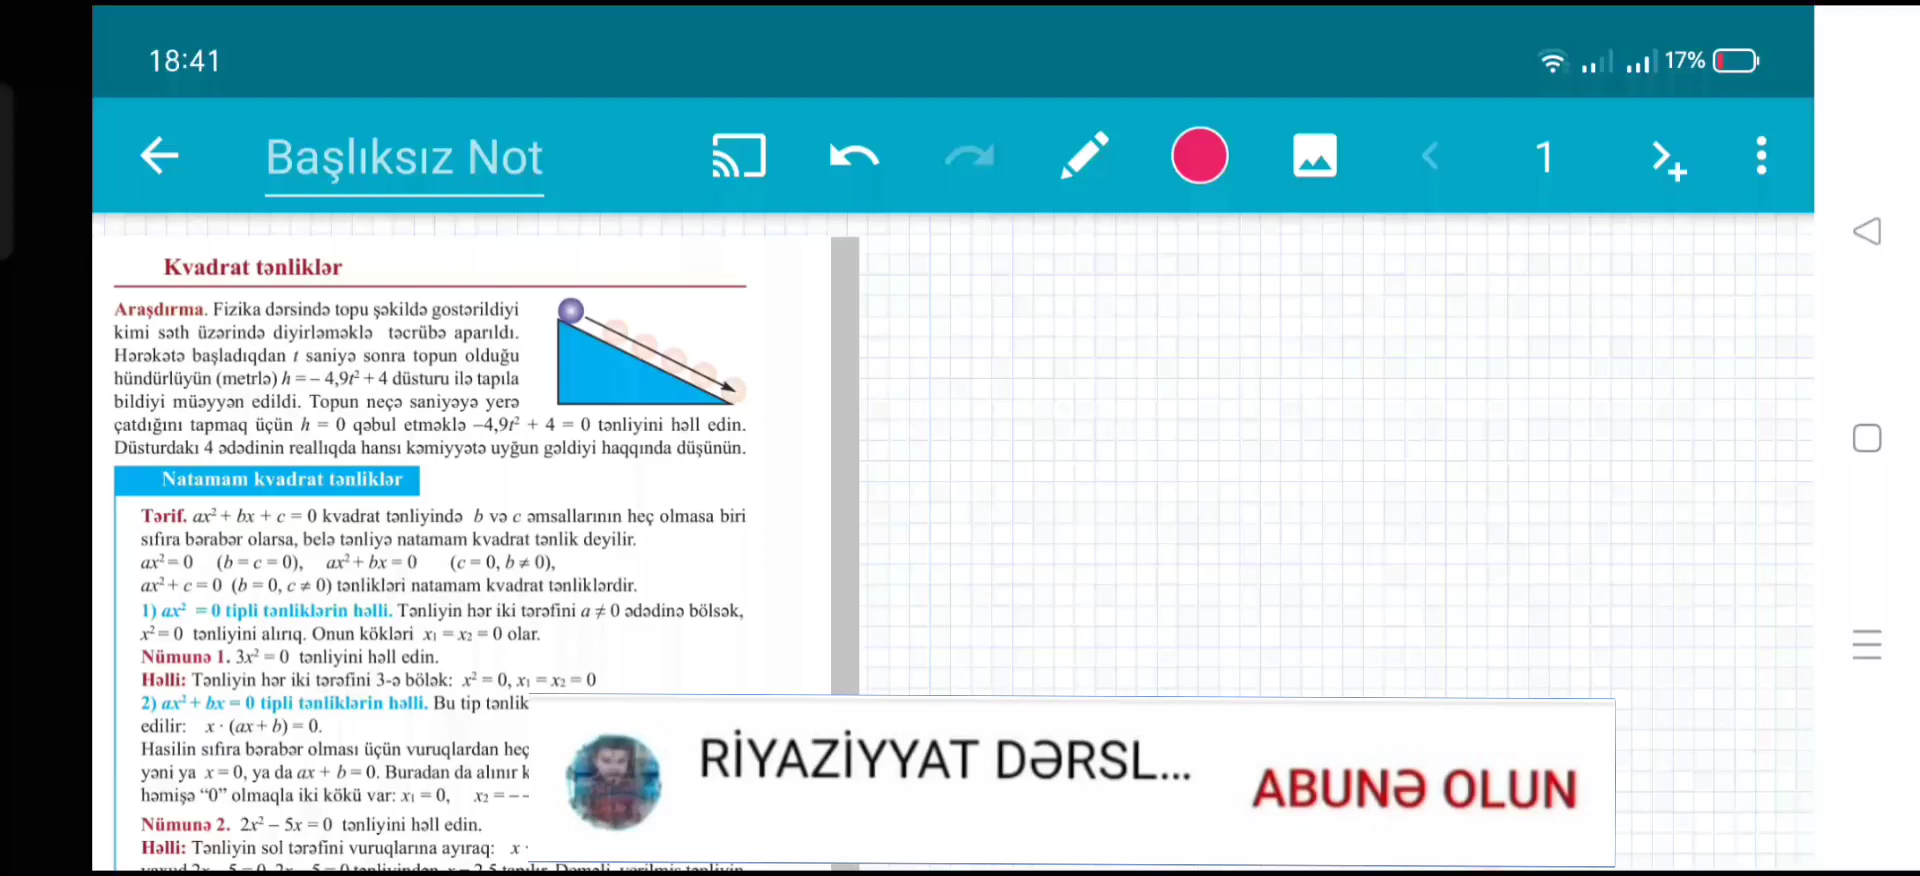 18:41
17%
Başlıksız Not
1
Kvadrat tənliklər
Araşdırma. Fizika dərsində topu şəkildə gostərildiyi
kimi səth üzərində diyirləməklə təcrübə aparıldı.
Hərəkətə başladıqdan t saniyə sonra topun olduğu
hündürlüyün (metrlə) h = – 4,9t² + 4 düsturu ilə tapıla
bildiyi müəyyən edildi. Topun neçə saniyəyə yerə
çatdığını tapmaq üçün h = 0 qəbul etməklə –4,9t² + 4 = 0 tənliyini həll edin.
Düsturdakı 4 ədədinin reallıqda hansı kəmiyyətə uyğun gəldiyi haqqında düşünün.
Natamam kvadrat tənliklər
Tərif. ax² + bx + c = 0 kvadrat tənliyində b və c əmsallarının heç olmasa biri
sıfıra bərabər olarsa, belə tənliyə natamam kvadrat tənlik deyilir.
ax² = 0 (b = c = 0), ax² + bx = 0 (c = 0, b ≠ 0),
ax² + c = 0 (b = 0, c ≠ 0) tənlikləri natamam kvadrat tənliklərdir.
1) ax² = 0 tipli tənliklərin həlli. Tənliyin hər iki tərəfini a ≠ 0 ədədinə bölsək,
x² = 0 tənliyini alırıq. Onun kökləri x₁ = x₂ = 0 olar.
Nümunə 1. 3x² = 0 tənliyini həll edin.
Həlli: Tənliyin hər iki tərəfini 3-ə bölək: x² = 0, x₁ = x₂ = 0
2) ax² + bx = 0 tipli tənliklərin həlli. Bu tip tənlik
edilir: x · (ax + b) = 0.
Hasilin sıfıra bərabər olması üçün vuruqlardan heç
yəni ya x = 0, ya da ax + b = 0. Buradan da alınır k
həmişə “0” olmaqla iki kökü var: x₁ = 0, x₂ = –
Nümunə 2. 2x² – 5x = 0 tənliyini həll edin.
Həlli: Tənliyin sol tərəfini vuruqlarına ayıraq: x ·
RİYAZİYYAT DƏRSL...
ABUNƏ OLUN